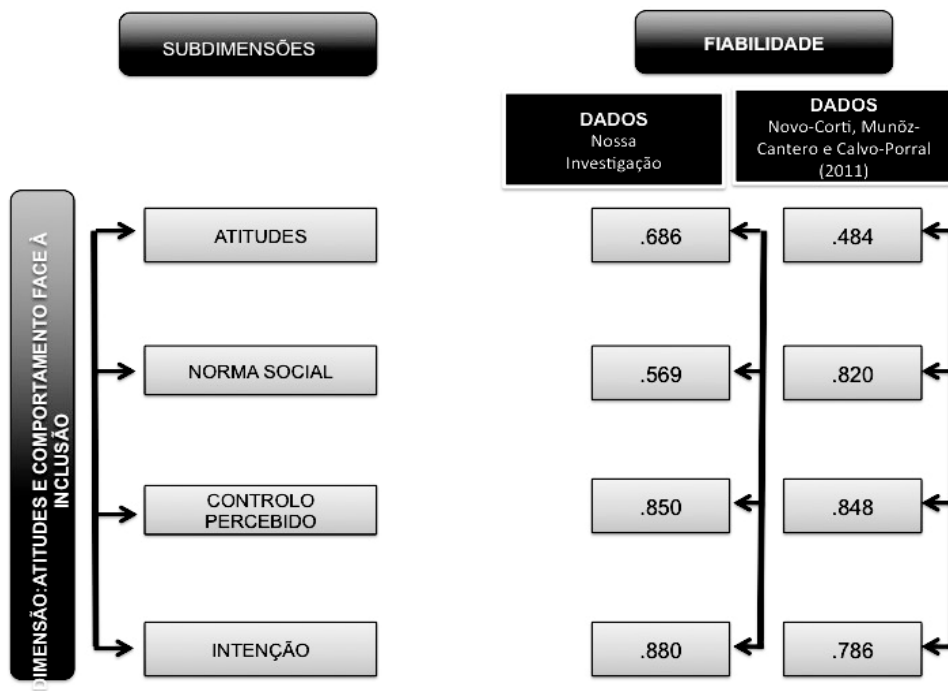 SUBDIMENSÕES
FIABILIDADE
DADOS
Nossa
Investigação
DADOS
Novo-Corti, Munõz-
Cantero e Calvo-Porral
(2011)
DIMENSÃO:ATITUDES E COMPORTAMENTO FACE À
INCLUSÃO
ATITUDES
.686
.484
NORMA SOCIAL
.569
.820
CONTROLO
PERCEBIDO
.850
.848
INTENÇÃO
.880
.786